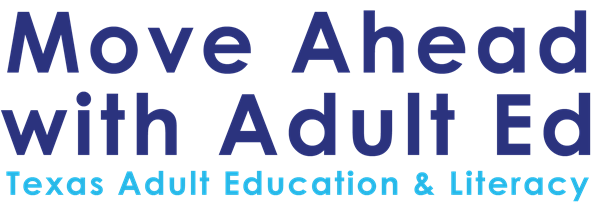 Move Ahead
with Adult Ed
Texas Adult Education & Literacy